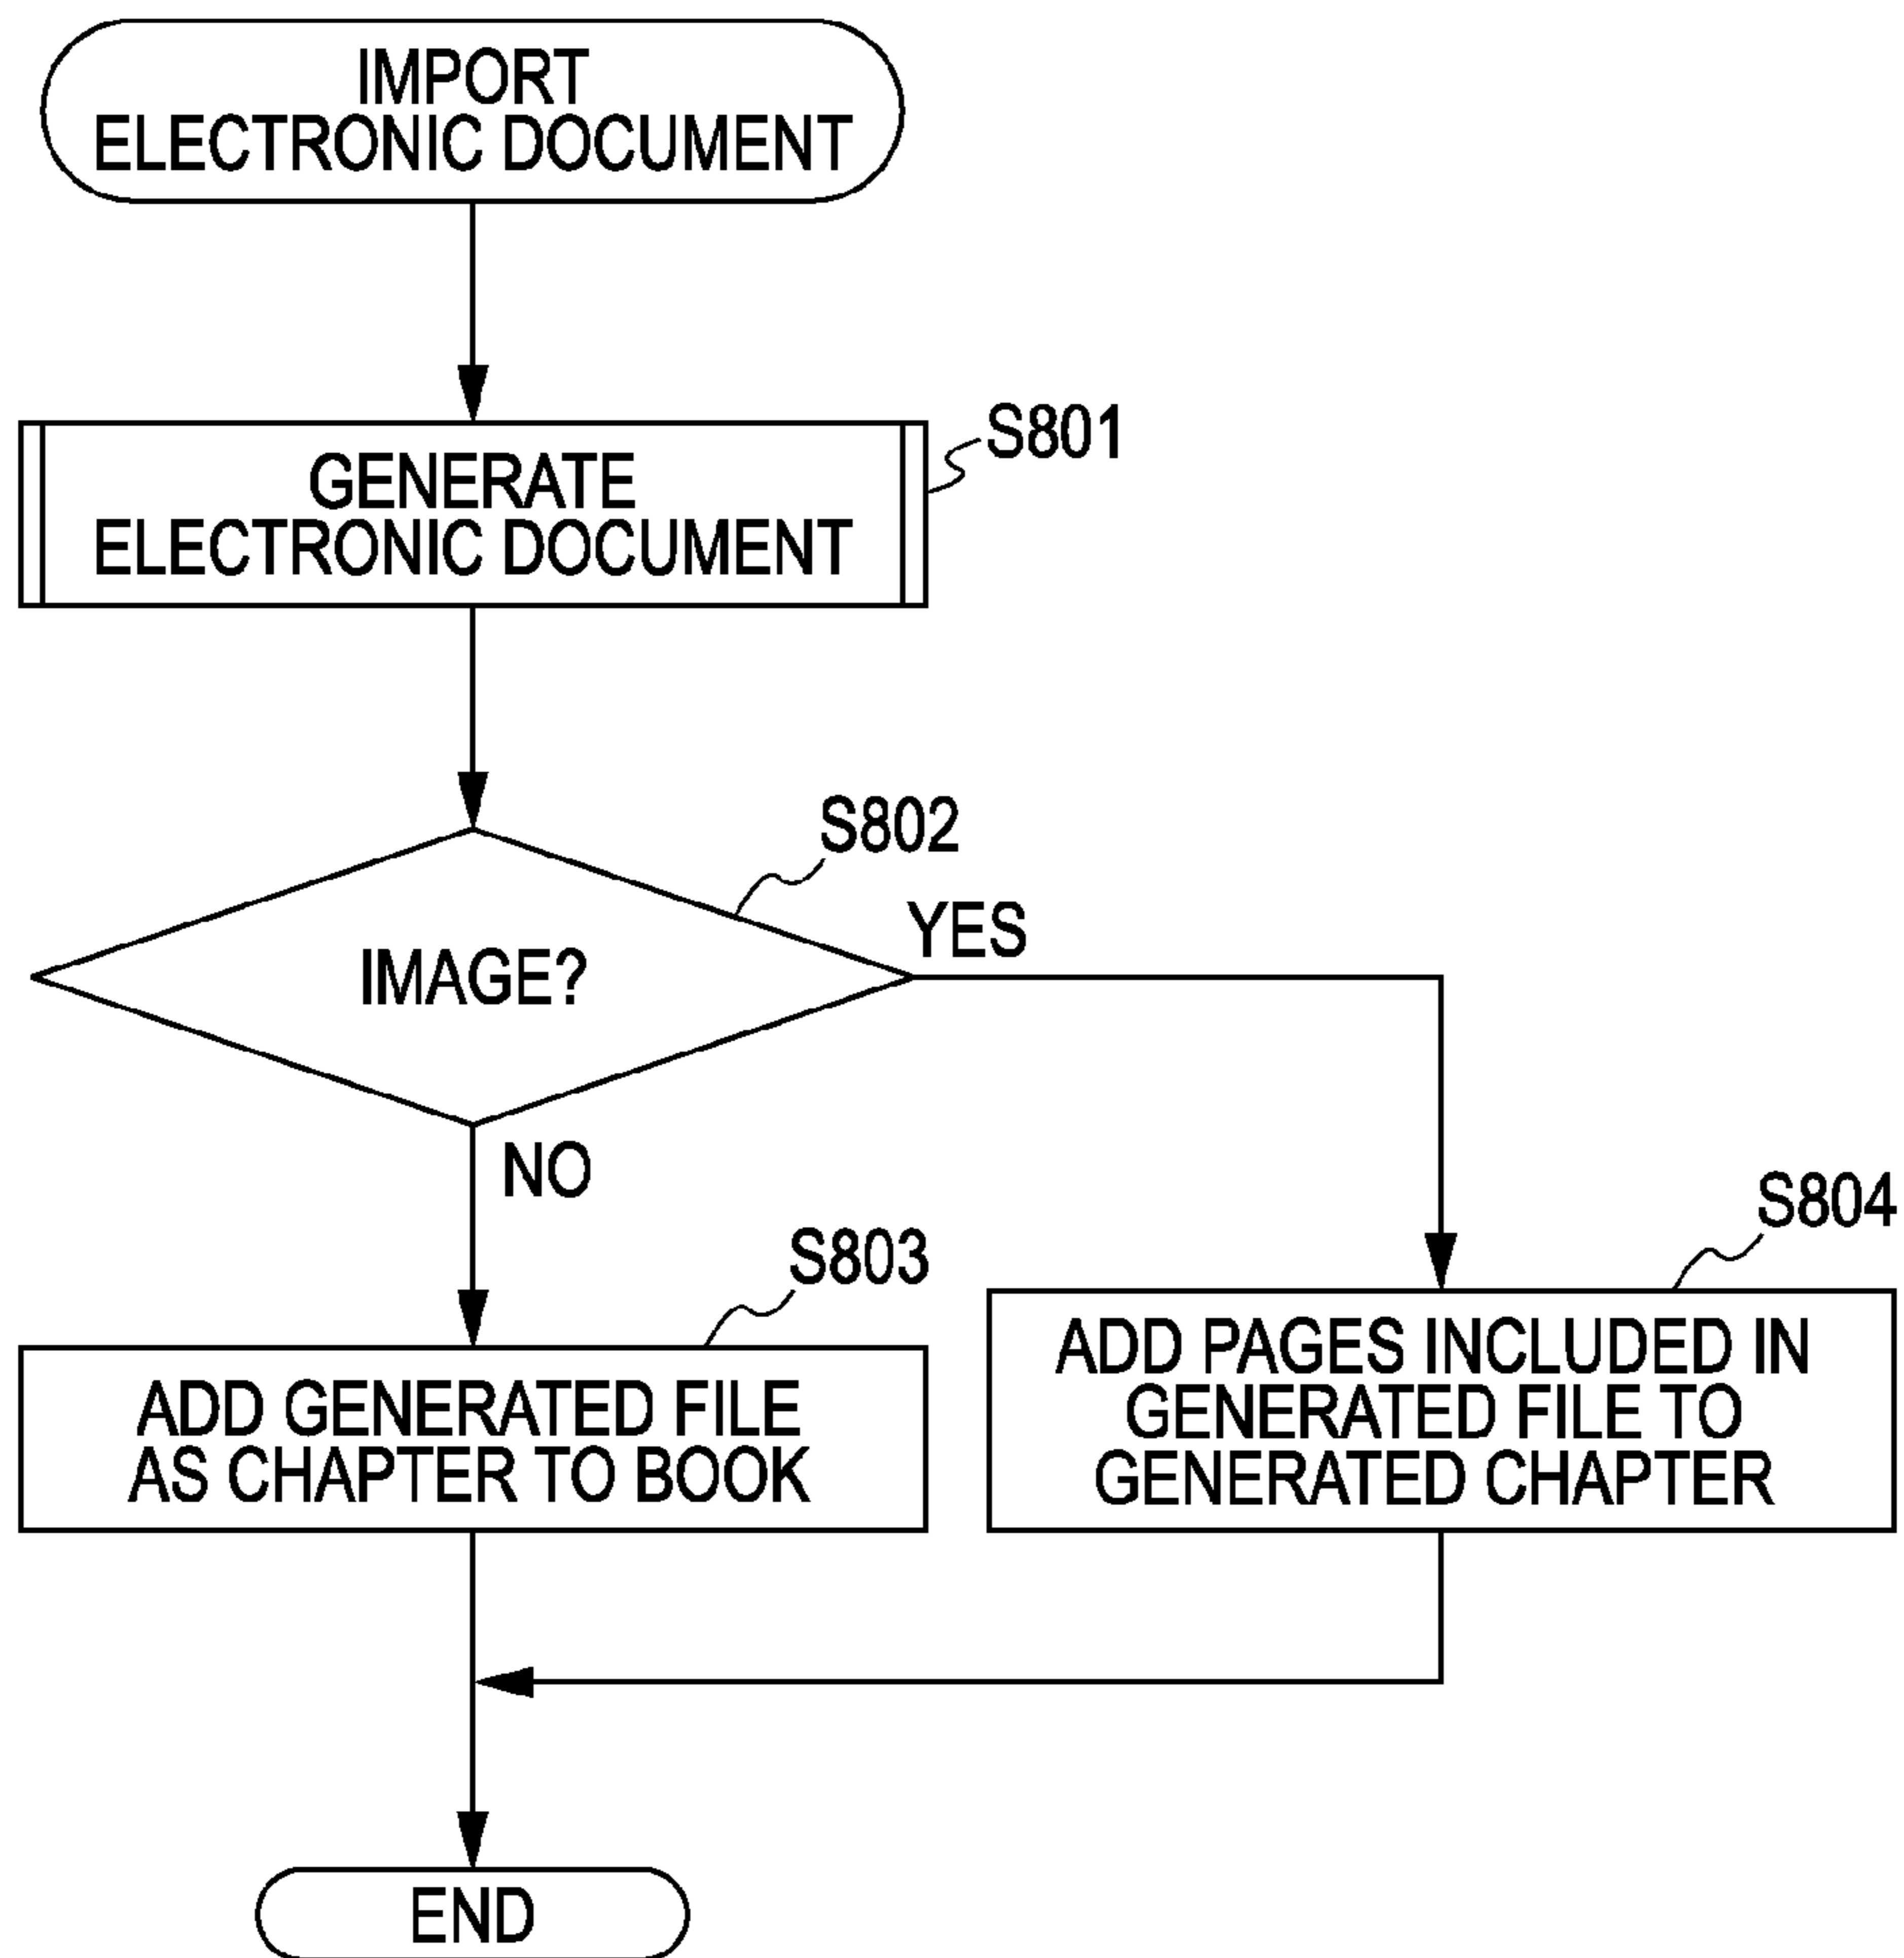 IMPORT
ELECTRONIC DOCUMENT
S801
GENERATE
ELECTRONIC DOCUMENT
S802
YES
IMAGE?
NO
S803
ADD GENERATED FILE
AS CHAPTER TO BOOK
S804
ADD PAGES INCLUDED IN
GENERATED FILE TO
GENERATED CHAPTER
END